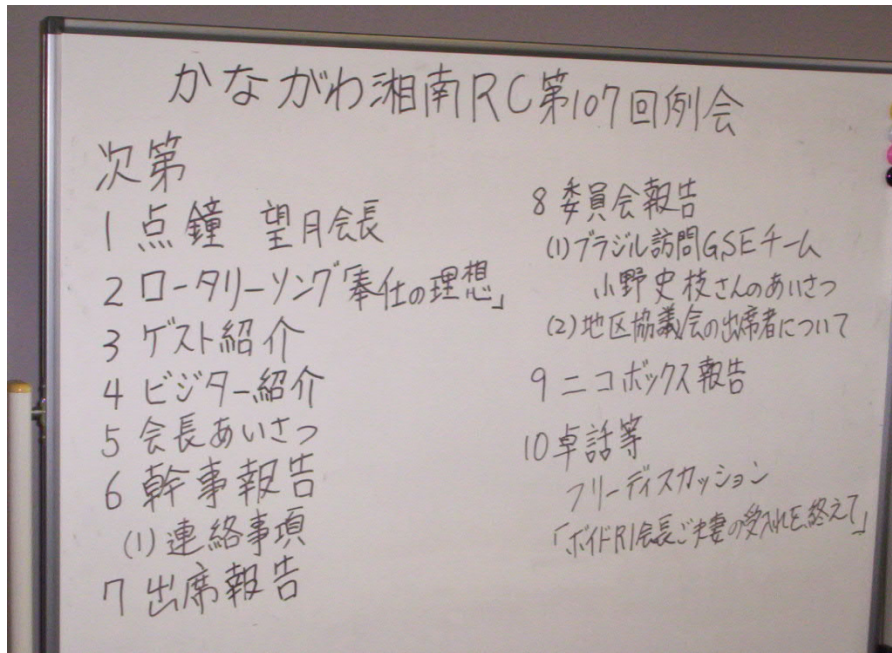 かながわ湘南RC第107回例会
次第
1 点鐘 望月会長
2 ロータリーソング「奉仕の理想」
3 ゲスト紹介
4 ビジター紹介
5 会長あいさつ
6 幹事報告
(1)連絡事項
7 出席報告
8 委員会報告
(1)ブラジル訪問GSEチーム
小野史枝さんのあいさつ
(2)地区協議会の出席者について
9 ニコボックス報告
10 卓話等
フリーディスカッション
「ボイドRI会長ご夫妻の受入れを終えて」